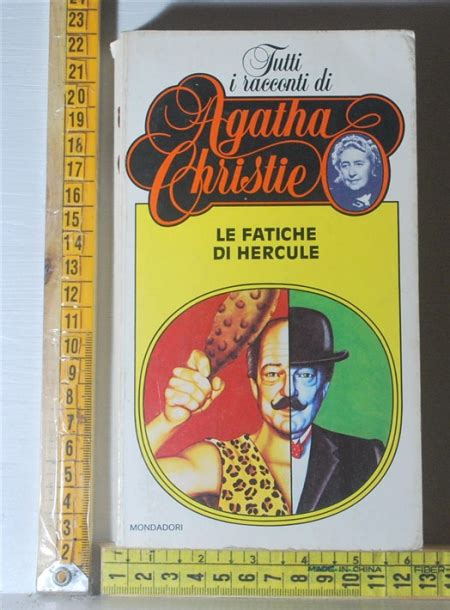 Tutti
i racconti di
Agatha
Christie
LE FATICHE
DI HERCULE
MONDADORI
23
22
21
20
19
18
17
16
15
14
13
12
11
10
9
8
7
6
5
4
3
2
MADE IN CHINA FIBER
1 2 3 4 5 6 7 8 9 10 11 12